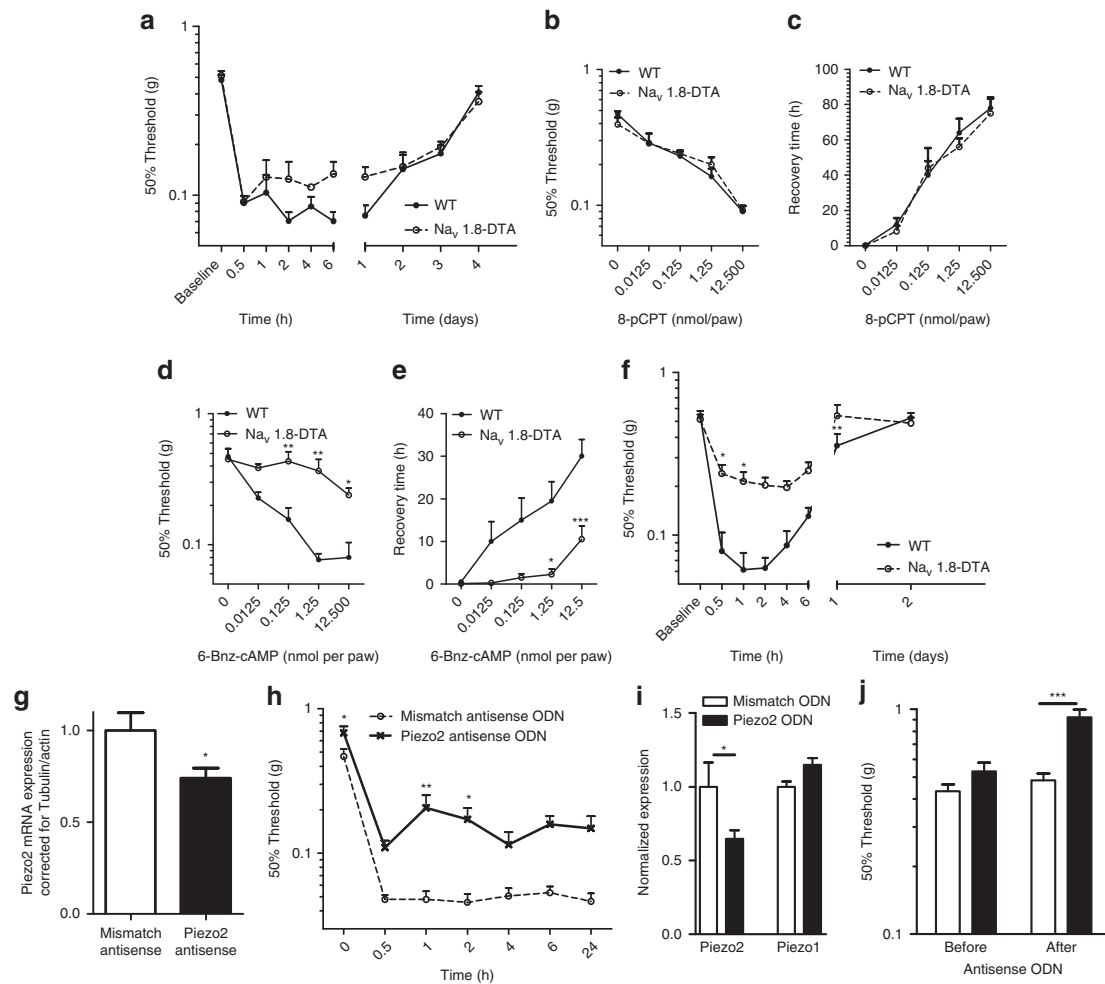 a
50% Threshold (g)
1
0.1
WT
Nav 1.8-DTA
Baseline
0.5
1
2
4
6
1
2
3
4
Time (h)
Time (days)
b
50% Threshold (g)
1
0.1
WT
Nav 1.8-DTA
0
0.0125
0.125
1.25
12.500
8-pCPT (nmol/paw)
c
Recovery time (h)
100
80
60
40
20
0
WT
Nav 1.8-DTA
0
0.0125
0.125
1.25
12.500
8-pCPT (nmol/paw)
d
50% Threshold (g)
1
0.1
WT
Nav 1.8-DTA
**
**
*
0
0.0125
0.125
1.25
12.500
6-Bnz-cAMP (nmol per paw)
e
Recovery time (h)
40
30
20
10
0
WT
Nav 1.8-DTA
*
***
0
0.0125
0.125
1.25
12.5
6-Bnz-cAMP (nmol per paw)
f
50% Threshold (g)
1
0.1
*
*
**
WT
Nav 1.8-DTA
Baseline
0.5
1
2
4
6
1
2
Time (h)
Time (days)
g
Piezo2 mRNA expression
corrected for Tubulin/actin
1.0
0.5
0.0
*
Mismatch
antisense
Piezo2
antisense
h
50% Threshold (g)
1
0.1
*
**
*
Mismatch antisense ODN
Piezo2 antisense ODN
0
0.5
1
2
4
6
24
Time (h)
i
Normalized expression
1.5
1.0
0.5
0.0
Mismatch ODN
Piezo2 ODN
*
Piezo2
Piezo1
j
50% Threshold (g)
1
0.1
***
Before
After
Antisense ODN